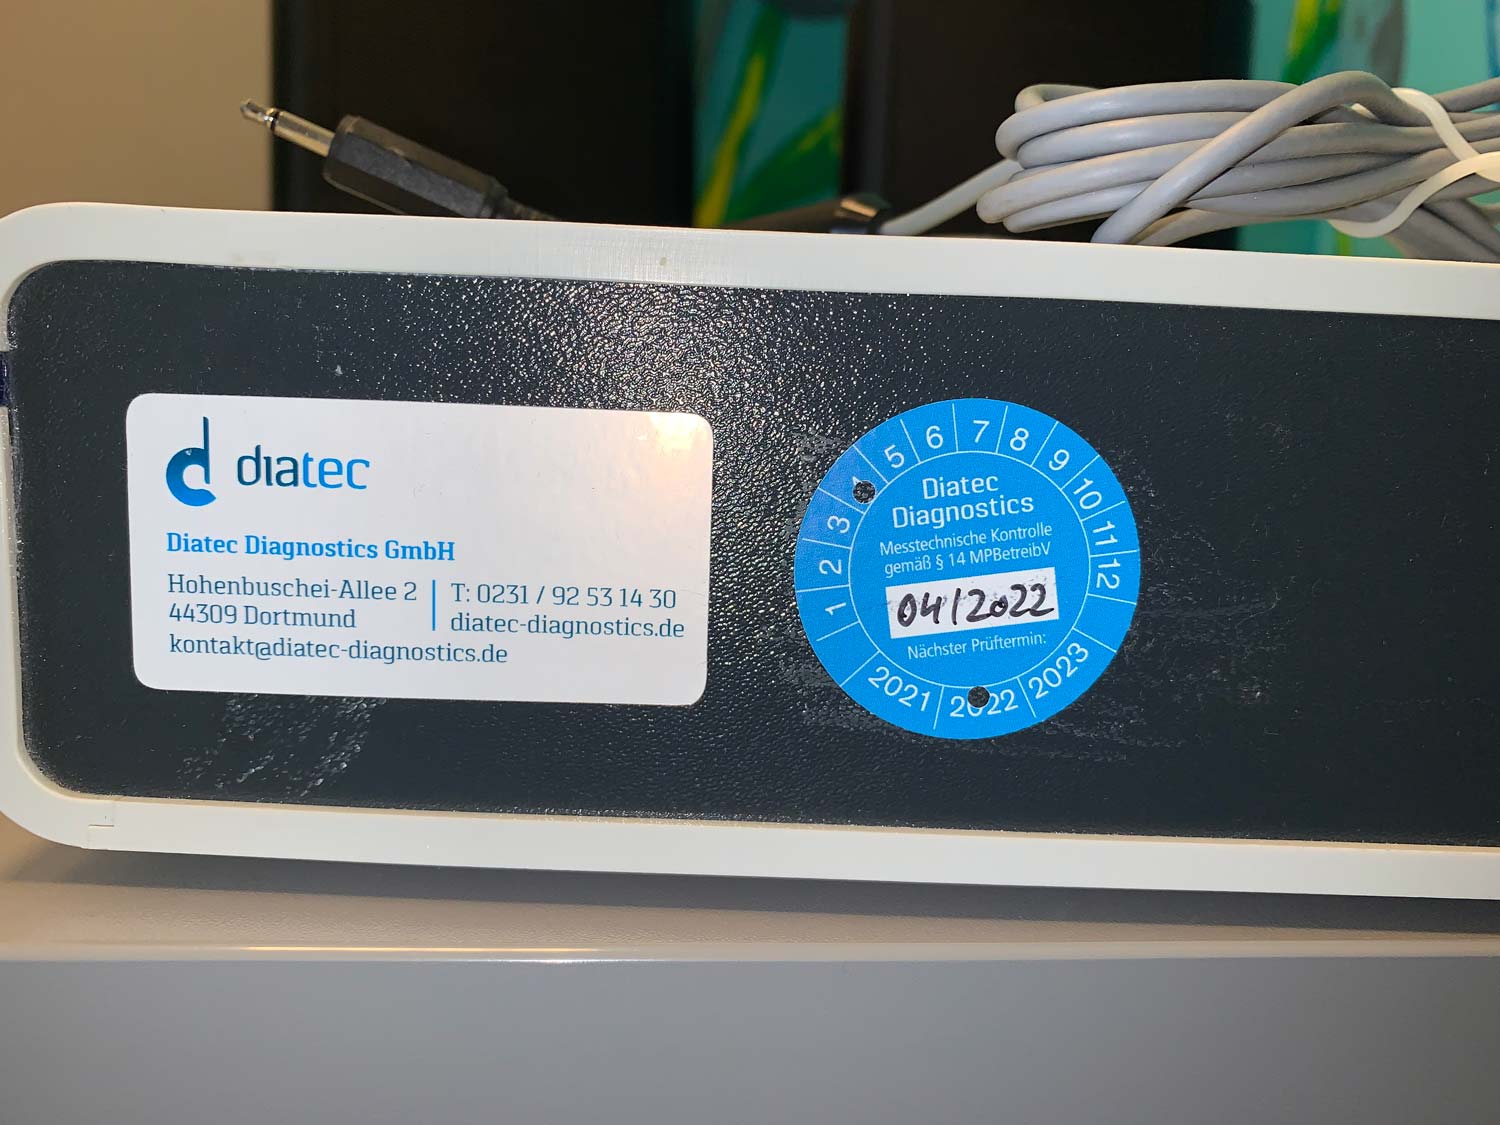 diatec
Diatec Diagnostics GmbH
Hohenbuschei-Allee 2
44309 Dortmund
kontakt@diatec-diagnostics.de
T: 0231 / 92 53 14 30
diatec-diagnostics.de
1 2 3 4 5 6 7 8 9 10 11 12
Diatec
Diagnostics
Messtechnische Kontrolle
gemäß § 14 MPBetreibV
04/2022
Nächster Prüftermin:
2021 2022 2023